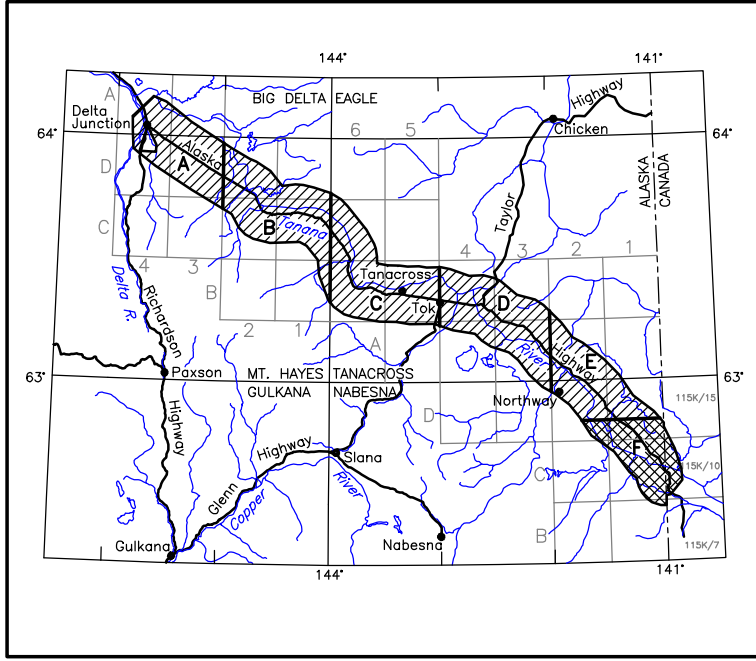 144°
141°
A
BIG DELTA
EAGLE
Highway
Delta
Junction
64°
64°
6
5
Chicken
Alaska
A
D
ALASKA
CANADA
Taylor
B
Tanana
C
4
3
4
3
2
1
Delta R.
Tanacross
B
Richardson
C
Tok
D
2
1
A
River
Highway
E
63°
Paxson
MT. HAYES
TANACROSS
63°
GULKANA
NABESNA
Northway
115K/15
Highway
D
F
Highway
Slana
15K/10
C
Glenn
Copper
River
B
Gulkana
Nabesna
115K/7
144°
141°